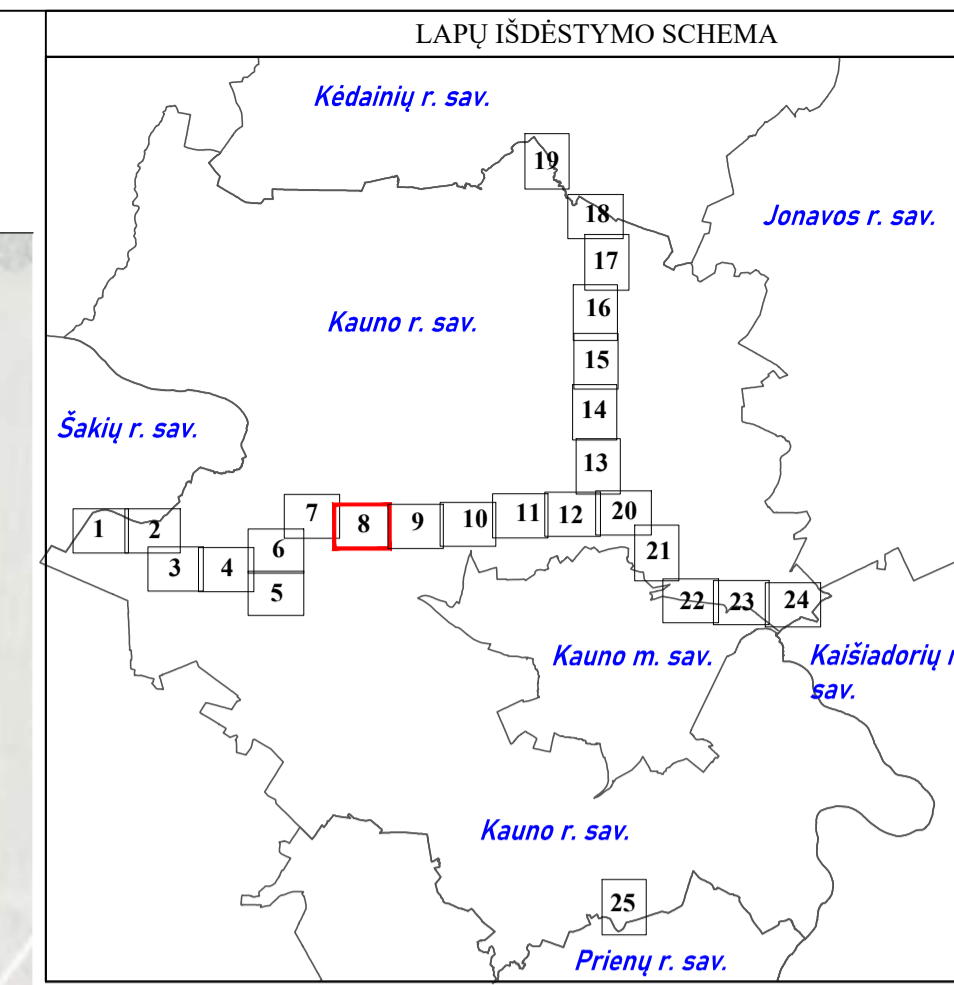 LAPŲ IŠDĖSTYMO SCHEMA
Kėdainių r. sav.
19
18
Jonavos r. sav.
17
16
Kauno r. sav.
15
14
Šakių r. sav.
13
7
8
9
10
11
12
20
1
2
6
21
3
4
5
22
23
24
Kauno m. sav.
Kaišiadorių r
sav.
Kauno r. sav.
25
Prienų r. sav.